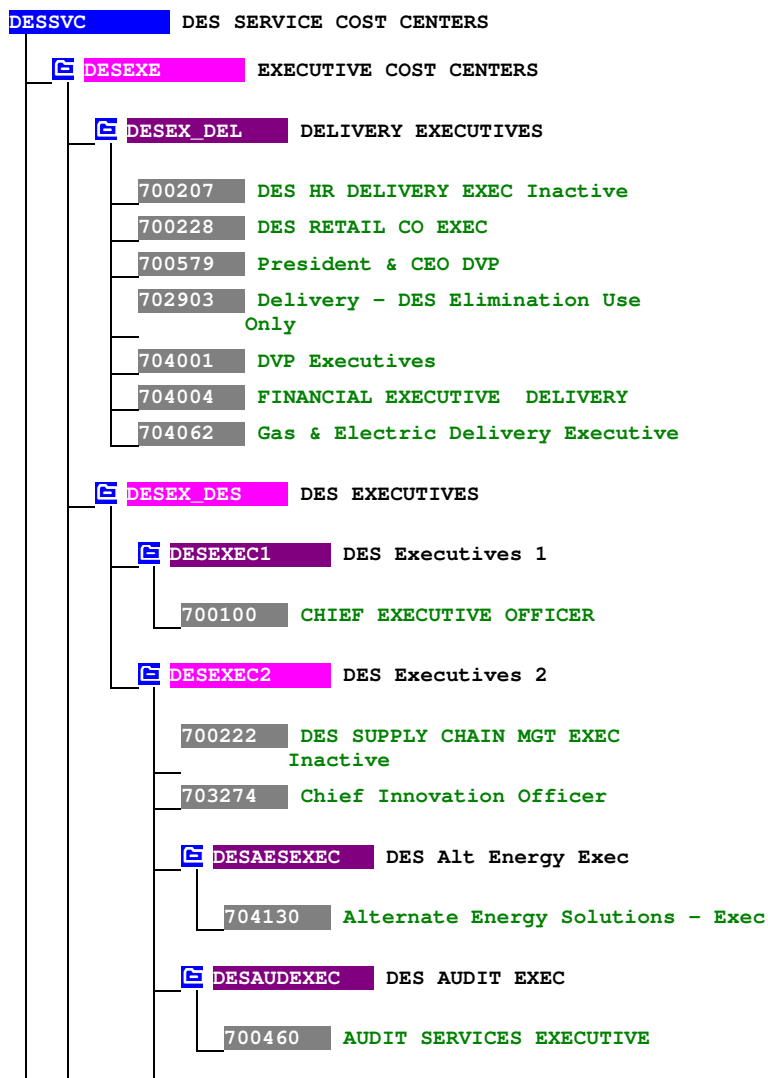 DESSVC DES SERVICE COST CENTERS
DESEXE EXECUTIVE COST CENTERS
DESEX_DEL DELIVERY EXECUTIVES
700207 DES HR DELIVERY EXEC Inactive
700228 DES RETAIL CO EXEC
700579 President & CEO DVP
702903 Delivery - DES Elimination Use
Only
704001 DVP Executives
704004 FINANCIAL EXECUTIVE  DELIVERY
704062 Gas & Electric Delivery Executive
DESEX_DES DES EXECUTIVES
DESEXEC1 DES Executives 1
700100 CHIEF EXECUTIVE OFFICER
DESEXEC2 DES Executives 2
700222 DES SUPPLY CHAIN MGT EXEC
Inactive
703274 Chief Innovation Officer
DESAESEXEC DES Alt Energy Exec
704130 Alternate Energy Solutions - Exec
DESAUDEXEC DES AUDIT EXEC
700460 AUDIT SERVICES EXECUTIVE